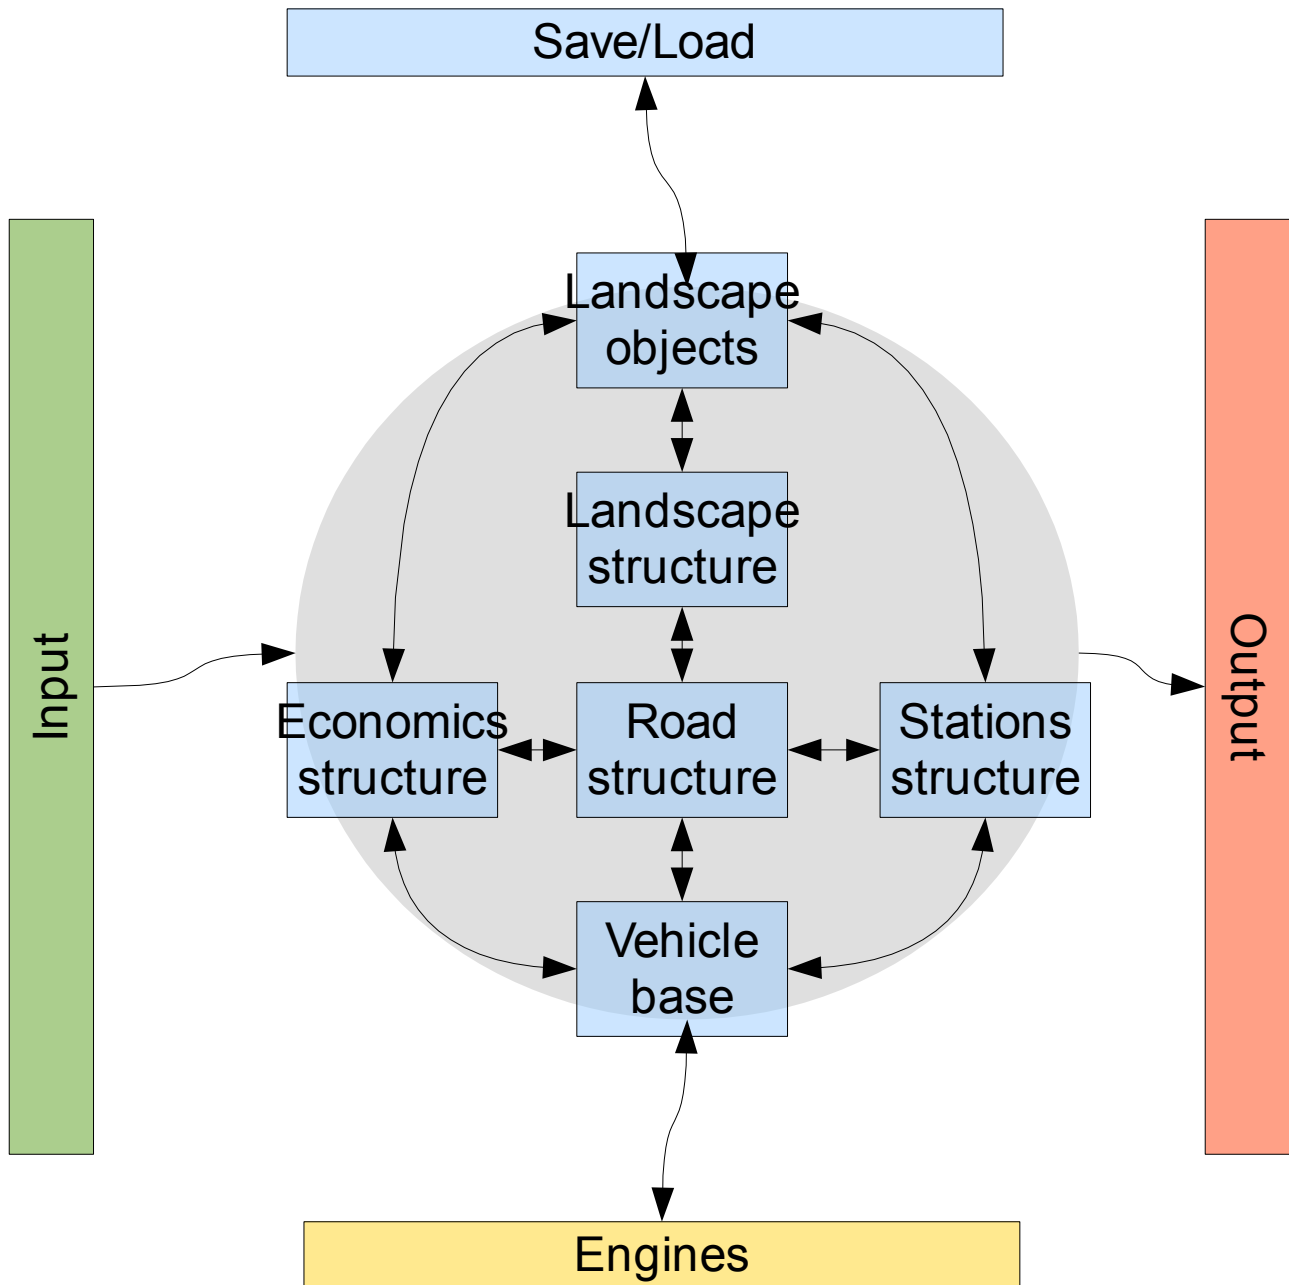 Save/Load
Landscape
objects
Landscape
structure
Input
Economics
structure
Road
structure
Stations
structure
Output
Vehicle
base
Engines